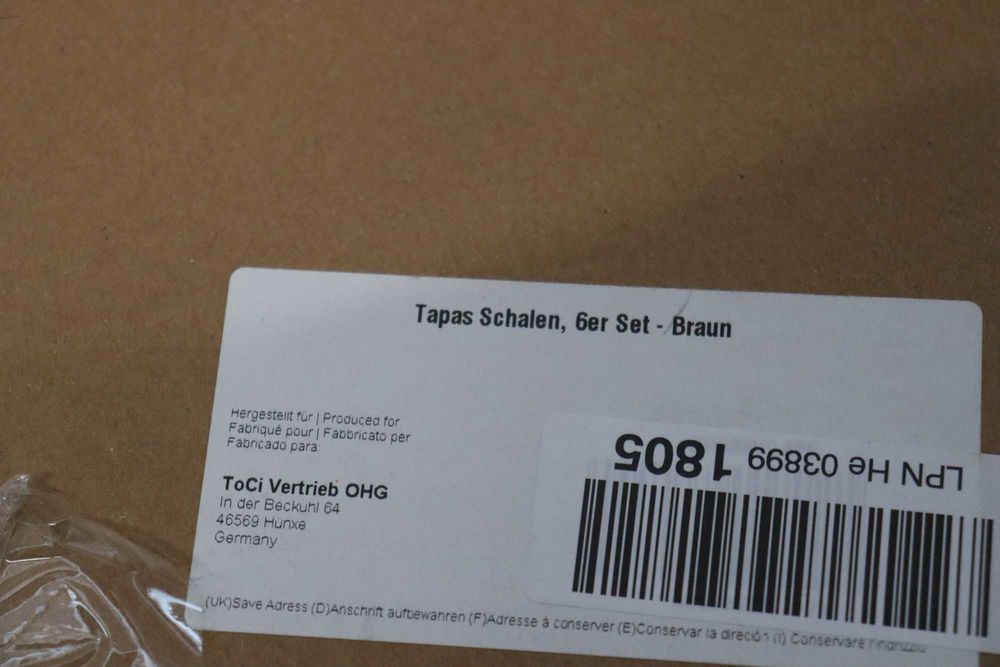 Tapas Schalen, 6er Set - Braun
Hergestellt für | Produced for
Fabriqué pour | Fabbricato per
Fabricado para:
ToCi Vertrieb OHG
In der Beckuhl 64
46569 Hünxe
Germany
LPN He 03899 1805
(UK)Save Adress (D)Anschrift aufbewahren (F)Adresse à conserver (E)Conservar la direción (I) Conservare l'indirizzo